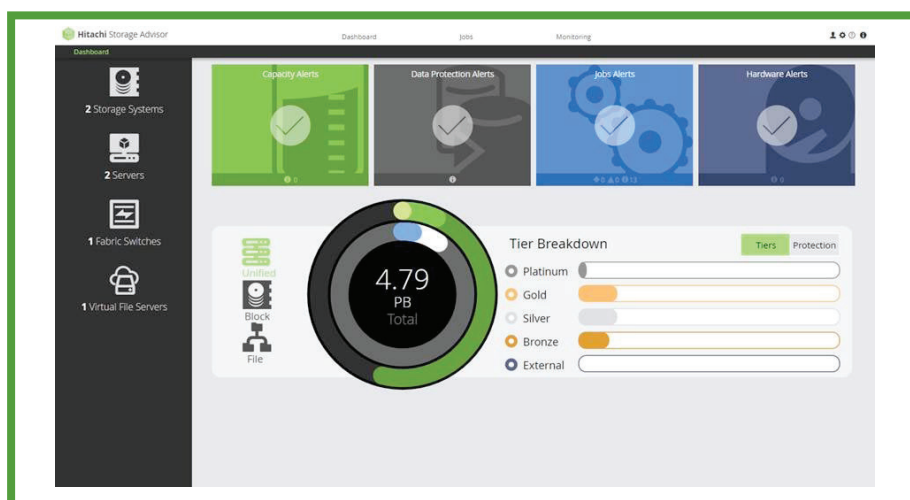 Hitachi Storage Advisor
Dashboard Jobs Monitoring
Dashboard
2 Storage Systems
2 Servers
1 Fabric Switches
1 Virtual File Servers
Capacity Alerts
0
Data Protection Alerts
Jobs Alerts
0 0 13
Hardware Alerts
0
Unified
Block
File
4.79
PB
Total
Tier Breakdown
Tiers Protection
Platinum
Gold
Silver
Bronze
External